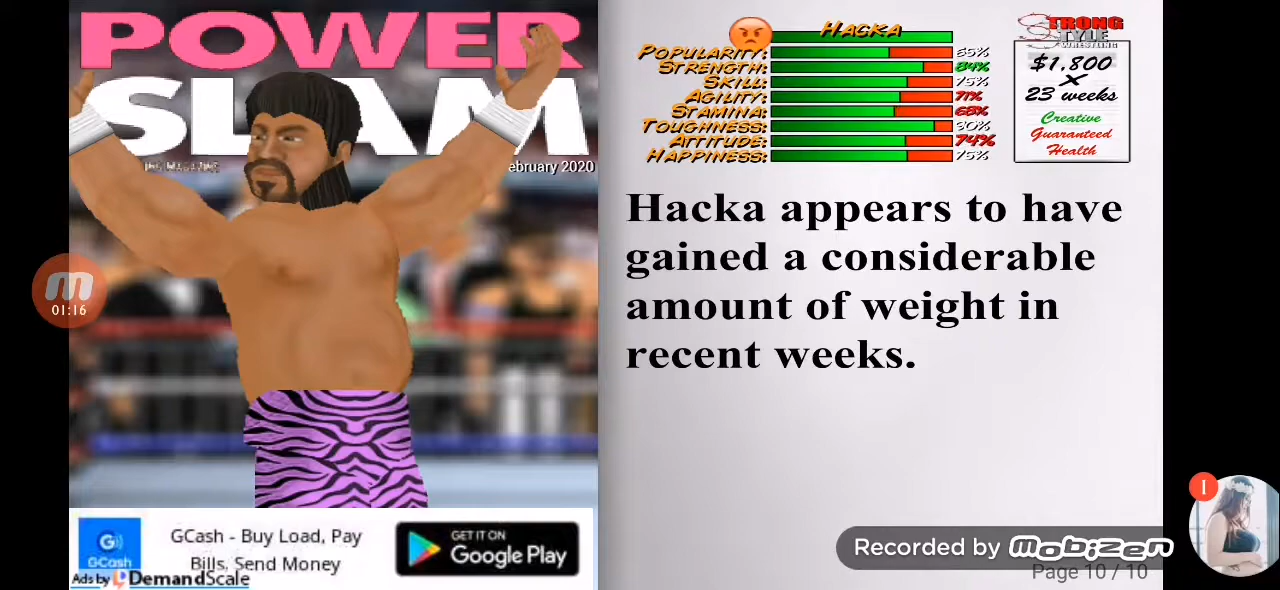 POWER
SLAM
THE MAGAZINE
ebruary 2020
HACKA
POPULARITY: 65%
STRENGTH: 84%
SKILL: 75%
AGILITY: 71%
STAMINA: 68%
TOUGHNESS: 90%
ATTITUDE: 74%
HAPPINESS: 75%
STRONG
STYLE
WRESTLING
$1,800
X
23 weeks
Creative
Guaranteed
Health
Hacka appears to have
gained a considerable
amount of weight in
recent weeks.
01:16
GCash
GCash - Buy Load, Pay
Bills, Send Money
GET IT ON
Google Play
Ads by DemandScale
1
Recorded by MOBIZEN
Page 10 / 10